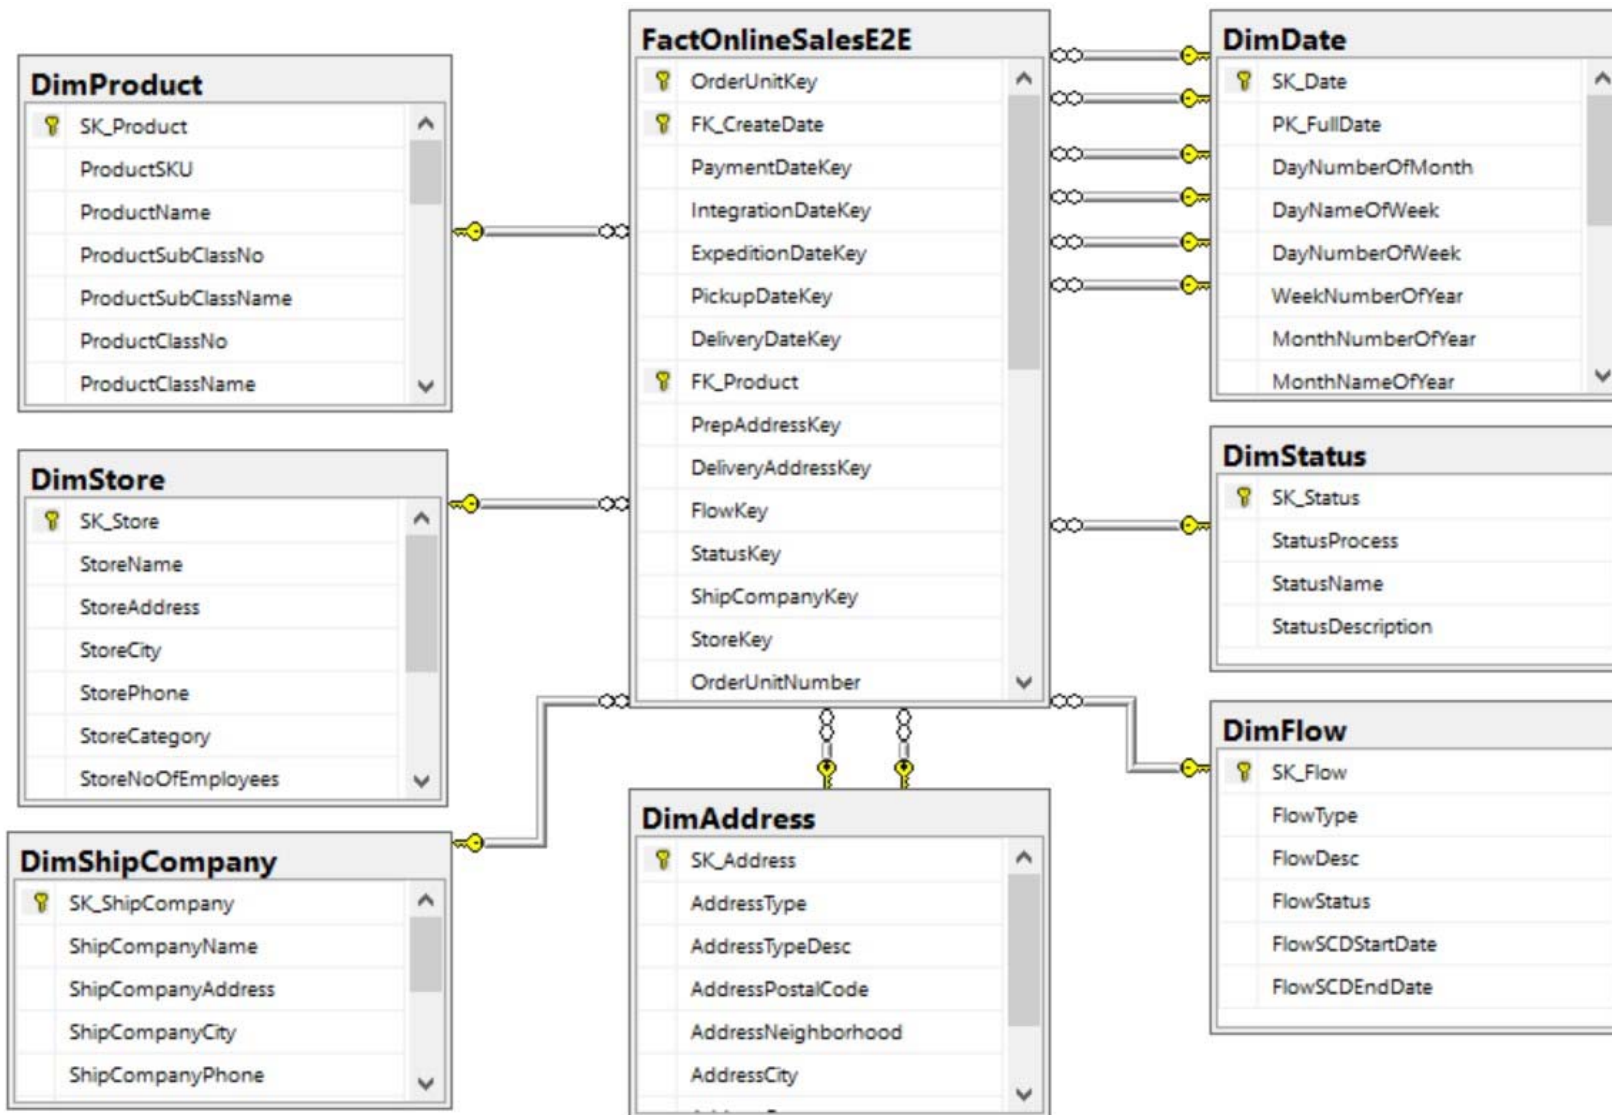 DimProduct
SK_Product
ProductSKU
ProductName
ProductSubClassNo
ProductSubClassName
ProductClassNo
ProductClassName
DimStore
SK_Store
StoreName
StoreAddress
StoreCity
StorePhone
StoreCategory
StoreNoOfEmployees
DimShipCompany
SK_ShipCompany
ShipCompanyName
ShipCompanyAddress
ShipCompanyCity
ShipCompanyPhone
FactOnlineSalesE2E
OrderUnitKey
FK_CreateDate
PaymentDateKey
IntegrationDateKey
ExpeditionDateKey
PickupDateKey
DeliveryDateKey
FK_Product
PrepAddressKey
DeliveryAddressKey
FlowKey
StatusKey
ShipCompanyKey
StoreKey
OrderUnitNumber
DimAddress
SK_Address
AddressType
AddressTypeDesc
AddressPostalCode
AddressNeighborhood
AddressCity
DimDate
SK_Date
PK_FullDate
DayNumberOfMonth
DayNameOfWeek
DayNumberOfWeek
WeekNumberOfYear
MonthNumberOfYear
MonthNameOfYear
DimStatus
SK_Status
StatusProcess
StatusName
StatusDescription
DimFlow
SK_Flow
FlowType
FlowDesc
FlowStatus
FlowSCDStartDate
FlowSCDEndDate